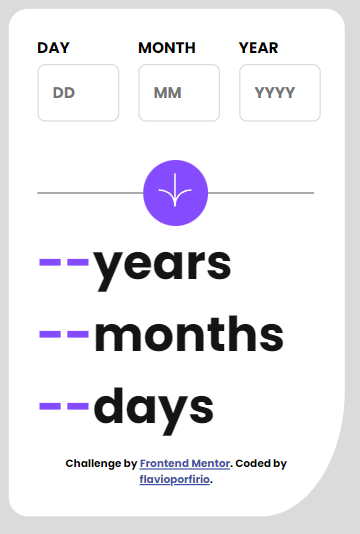 DAY MONTH YEAR
DD MM YYYY
--years
--months
--days
Challenge by Frontend Mentor. Coded by
flavioporfirio.